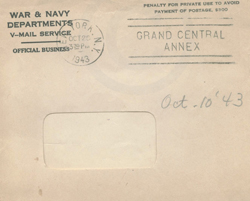 PENALTY FOR PRIVATE USE TO AVOID
PAYMENT OF POSTAGE, $300
WAR & NAVY
DEPARTMENTS
V-MAIL SERVICE
OFFICIAL BUSINESS
N.Y.
1943
GRAND CENTRAL
ANNEX
Oct-10 '43